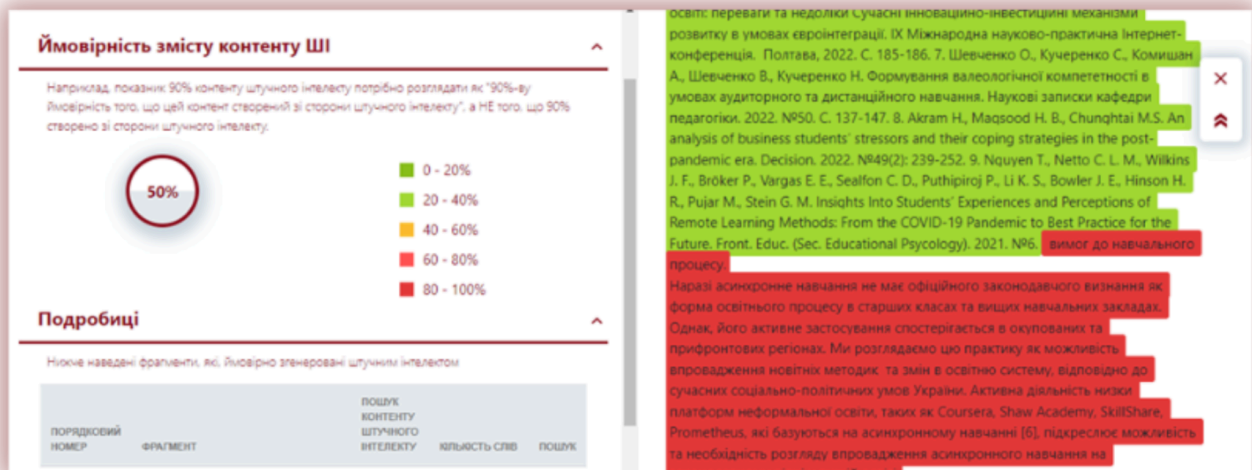 Ймовірність змісту контенту ШІ
Наприклад, показник 90% контенту штучного інтелекту потрібно розглядати як "90%-ву
ймовірність того, що цей контент створений зі сторони штучного інтелекту", а НЕ того, що 90%
створено зі сторони штучного інтелекту.
50%
0 - 20%
20 - 40%
40 - 60%
60 - 80%
80 - 100%
Подробиці
Нижче наведені фрагменти, які, ймовірно згенеровані штучним інтелектом
ПОРЯДКОВИЙ
НОМЕР
ФРАГМЕНТ
ПОШУК
КОНТЕНТУ
ШТУЧНОГО
ІНТЕЛЕКТУ
КІЛЬКІСТЬ СЛІВ
ПОШУК
освіті: переваги та недоліки Сучасні інноваційно-інвестиційні механізми
розвитку в умовах євроінтеграції. IX Міжнародна науково-практична Інтернет-
конференція. Полтава, 2022. С. 185-186. 7. Шевченко О., Кучеренко С., Комишан
А., Шевченко В., Кучеренко Н. Формування валеологічної компетентності в
умовах аудиторного та дистанційного навчання. Наукові записки кафедри
педагогіки. 2022. №50. С. 137-147. 8. Akram H., Maqsood H. B., Chunghtai M.S. An
analysis of business students' stressors and their coping strategies in the post-
pandemic era. Decision. 2022. №49(2): 239-252. 9. Nguyen T., Netto C. L. M., Wilkins
J. F., Bröker P., Vargas E. E., Sealfon C. D., Puthipiroj P., Li K. S., Bowler J. E., Hinson H.
R., Pujar M., Stein G. M. Insights Into Students' Experiences and Perceptions of
Remote Learning Methods: From the COVID-19 Pandemic to Best Practice for the
Future. Front. Educ. (Sec. Educational Psycology). 2021. №6. вимог до навчального
процесу.
Наразі асинхронне навчання не має офіційного законодавчого визнання як
форма освітнього процесу в старших класах та вищих навчальних закладах.
Однак, його активне застосування спостерігається в окупованих та
прифронтових регіонах. Ми розглядаємо цю практику як можливість
впровадження новітніх методик та змін в освітню систему, відповідно до
сучасних соціально-політичних умов України. Активна діяльність низки
платформ неформальної освіти, таких як Coursera, Shaw Academy, SkillShare,
Prometheus, які базуються на асинхронному навчанні [6], підкреслює можливість
та необхідність розгляду впровадження асинхронного навчання на